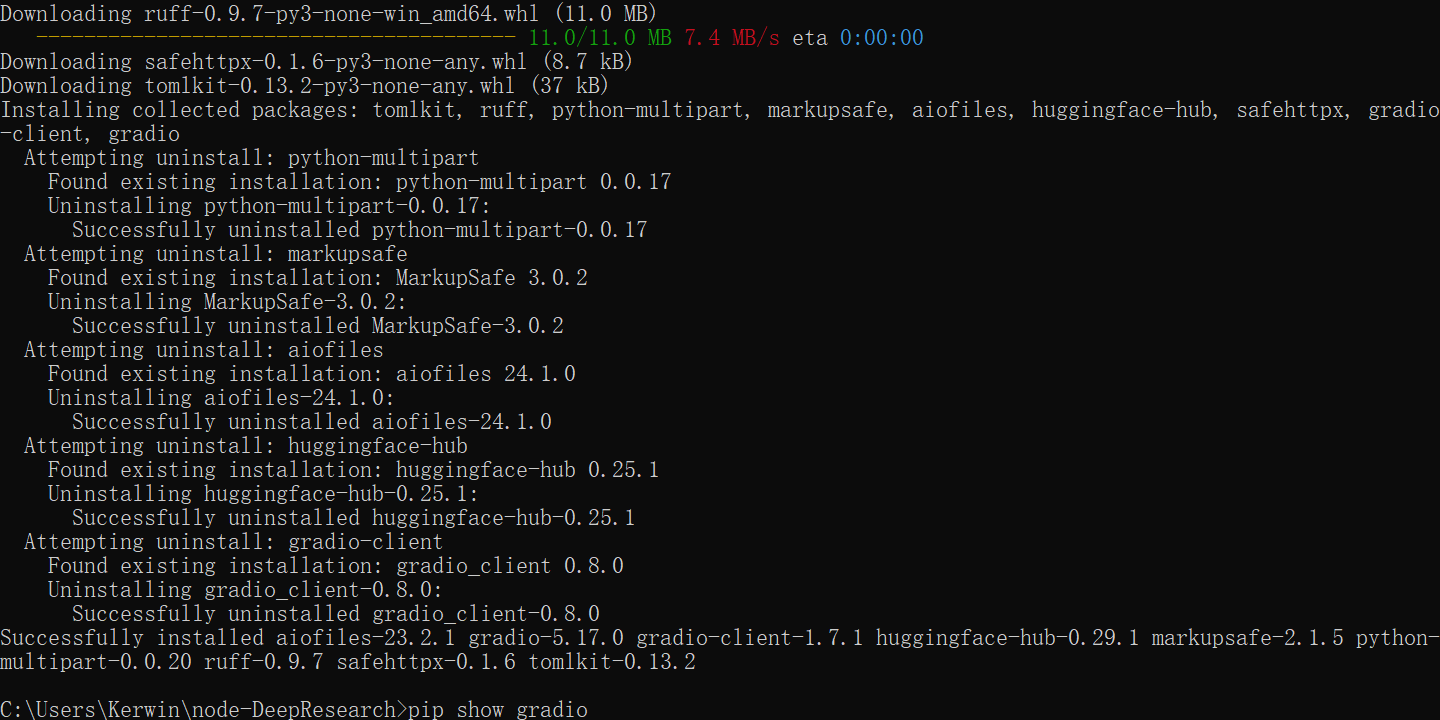 Downloading ruff-0.9.7-py3-none-win_amd64.whl (11.0 MB)
   ---------------------------------------- 11.0/11.0 MB 7.4 MB/s eta 0:00:00
Downloading safehttpx-0.1.6-py3-none-any.whl (8.7 kB)
Downloading tomlkit-0.13.2-py3-none-any.whl (37 kB)
Installing collected packages: tomlkit, ruff, python-multipart, markupsafe, aiofiles, huggingface-hub, safehttpx, gradio
-client, gradio
  Attempting uninstall: python-multipart
    Found existing installation: python-multipart 0.0.17
    Uninstalling python-multipart-0.0.17:
      Successfully uninstalled python-multipart-0.0.17
  Attempting uninstall: markupsafe
    Found existing installation: MarkupSafe 3.0.2
    Uninstalling MarkupSafe-3.0.2:
      Successfully uninstalled MarkupSafe-3.0.2
  Attempting uninstall: aiofiles
    Found existing installation: aiofiles 24.1.0
    Uninstalling aiofiles-24.1.0:
      Successfully uninstalled aiofiles-24.1.0
  Attempting uninstall: huggingface-hub
    Found existing installation: huggingface-hub 0.25.1
    Uninstalling huggingface-hub-0.25.1:
      Successfully uninstalled huggingface-hub-0.25.1
  Attempting uninstall: gradio-client
    Found existing installation: gradio_client 0.8.0
    Uninstalling gradio_client-0.8.0:
      Successfully uninstalled gradio_client-0.8.0
Successfully installed aiofiles-23.2.1 gradio-5.17.0 gradio-client-1.7.1 huggingface-hub-0.29.1 markupsafe-2.1.5 python-
multipart-0.0.20 ruff-0.9.7 safehttpx-0.1.6 tomlkit-0.13.2

C:\Users\Kerwin\node-DeepResearch>pip show gradio